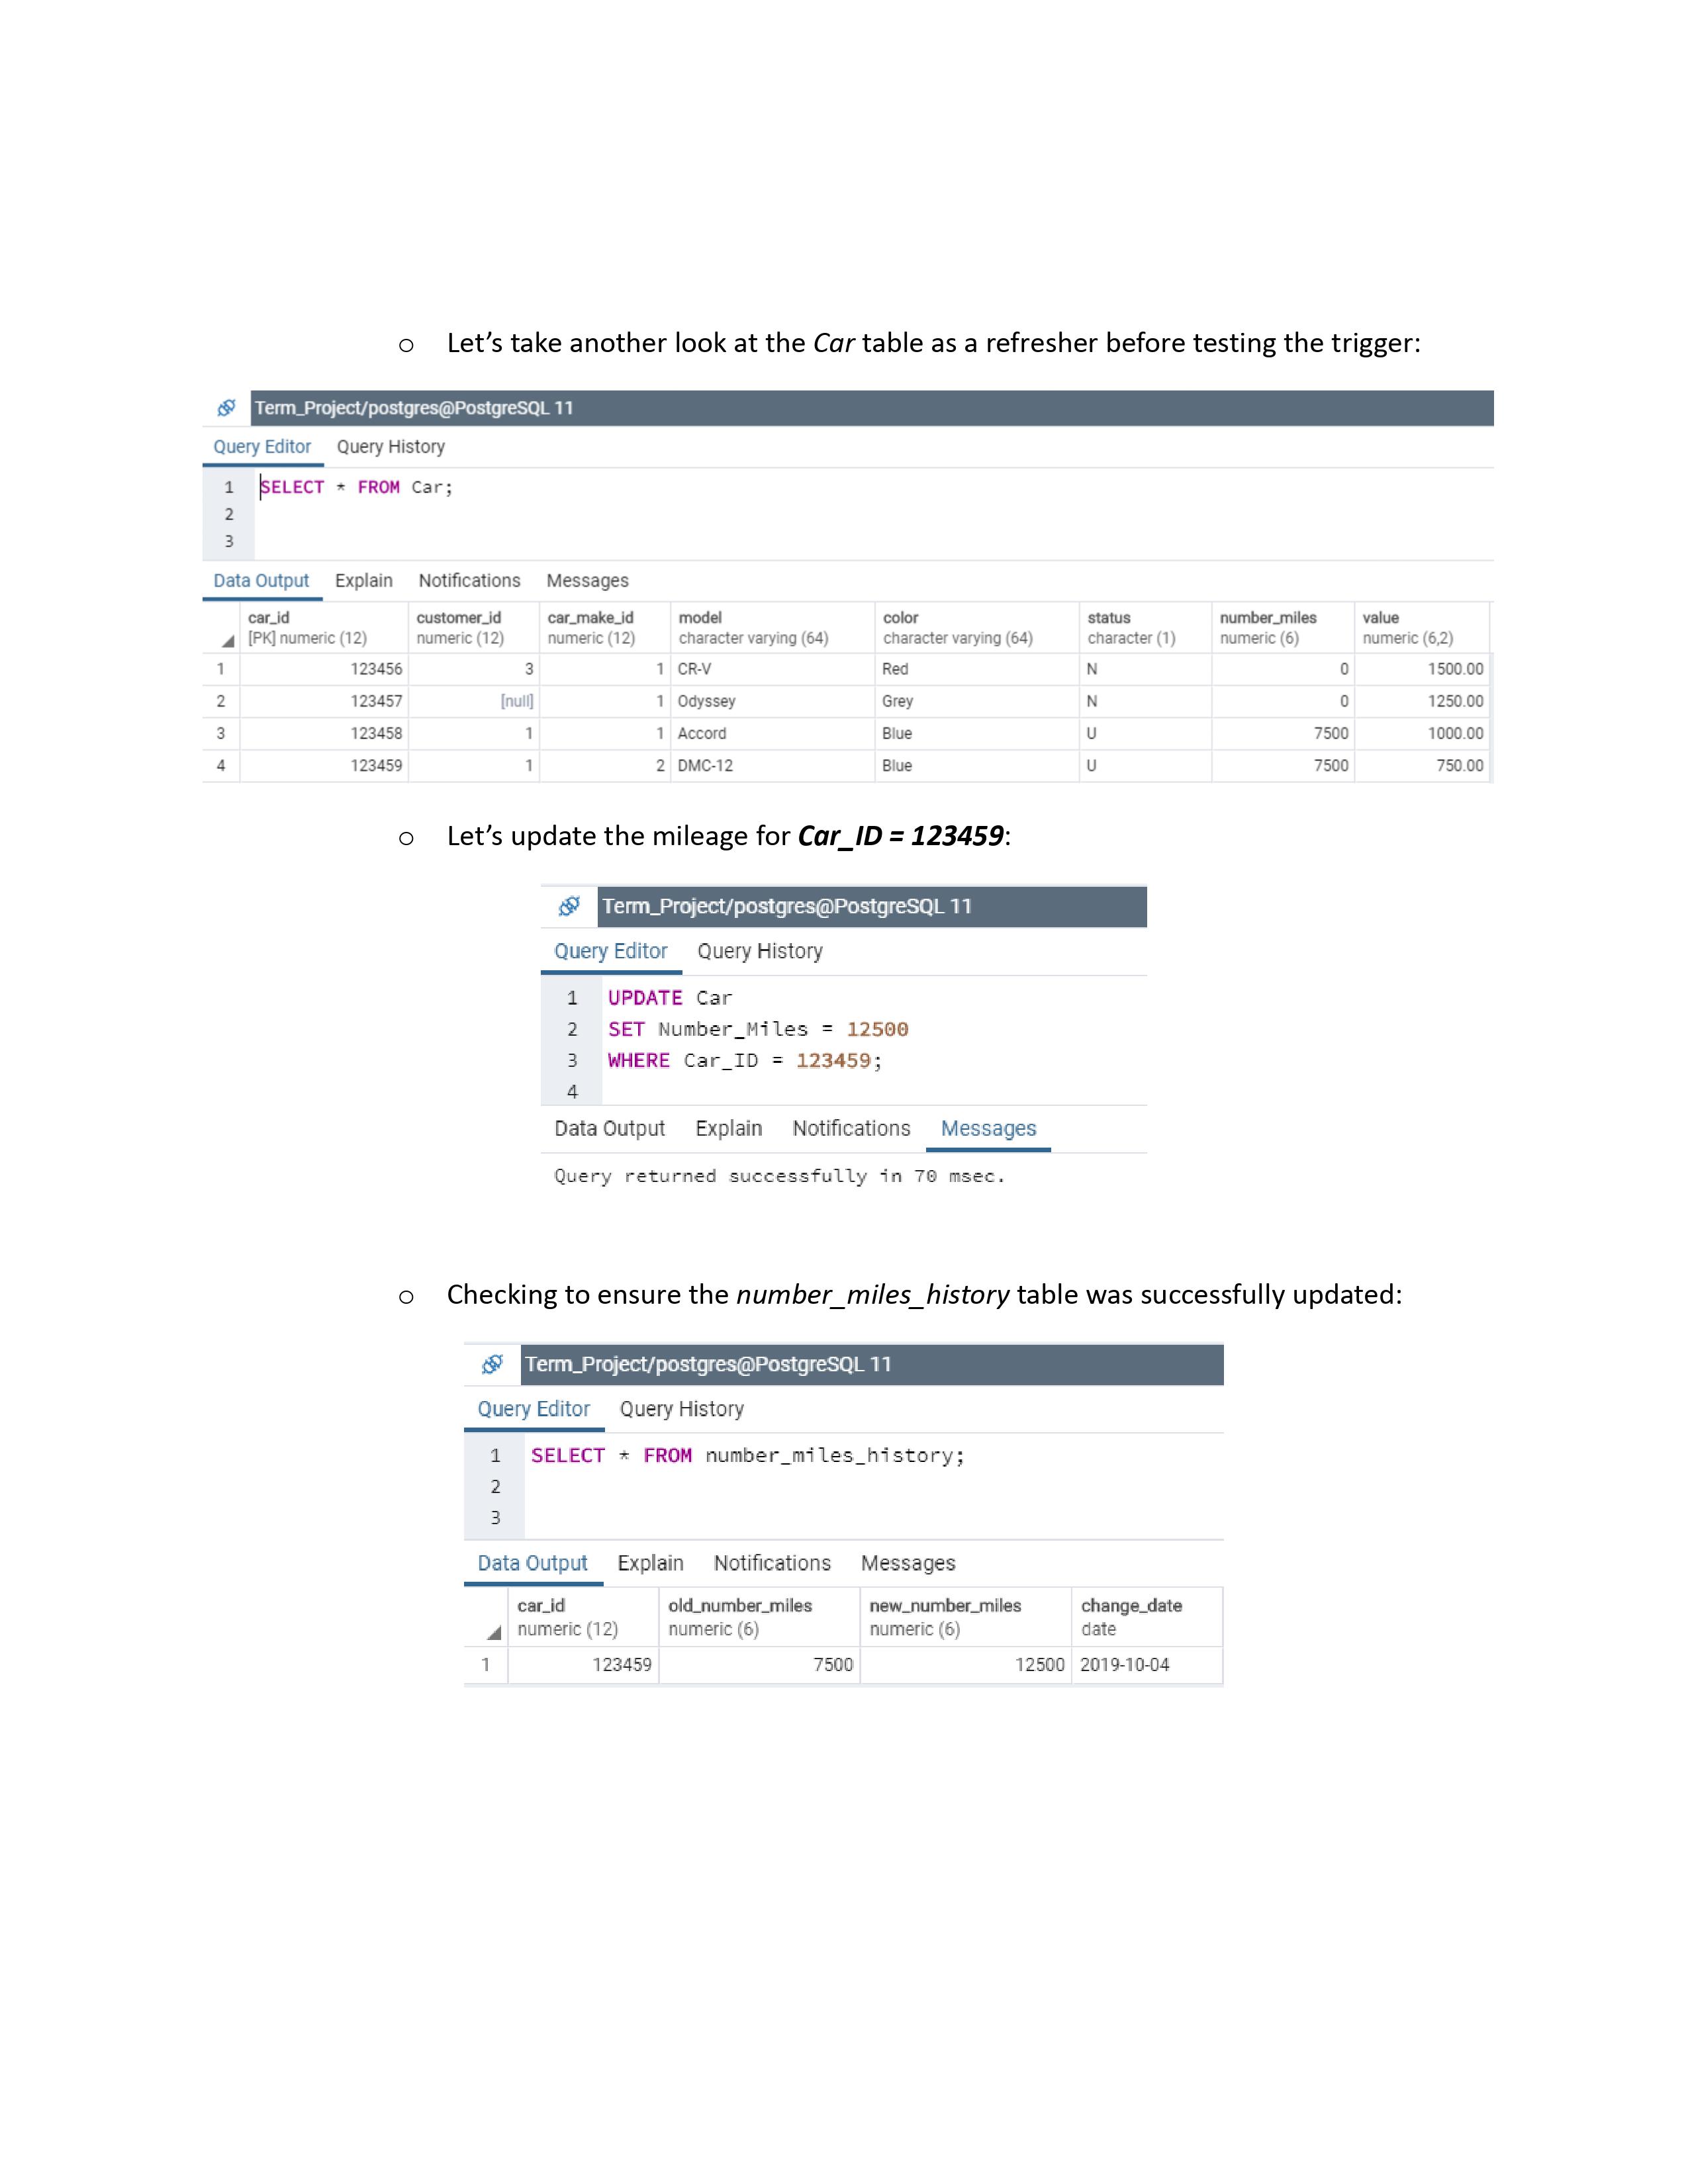 o Let’s take another look at the Car table as a refresher before testing the trigger:
Term_Project/postgres@PostgreSQL 11
Query Editor Query History
1 SELECT * FROM Car;
2
3
Data Output Explain Notifications Messages
car_id customer_id car_make_id model color status number_miles value
[PK] numeric (12) numeric (12) numeric (12) character varying (64) character varying (64) character (1) numeric (6) numeric (6,2)
1 123456 3 1 CR-V Red N 0 1500.00
2 123457 [null] 1 Odyssey Grey N 0 1250.00
3 123458 1 1 Accord Blue U 7500 1000.00
4 123459 1 2 DMC-12 Blue U 7500 750.00
o Let’s update the mileage for Car_ID = 123459:
Term_Project/postgres@PostgreSQL 11
Query Editor Query History
1 UPDATE Car
2 SET Number_Miles = 12500
3 WHERE Car_ID = 123459;
4
Data Output Explain Notifications Messages
Query returned successfully in 70 msec.
o Checking to ensure the number_miles_history table was successfully updated:
Term_Project/postgres@PostgreSQL 11
Query Editor Query History
1 SELECT * FROM number_miles_history;
2
3
Data Output Explain Notifications Messages
car_id old_number_miles new_number_miles change_date
numeric (12) numeric (6) numeric (6) date
1 123459 7500 12500 2019-10-04